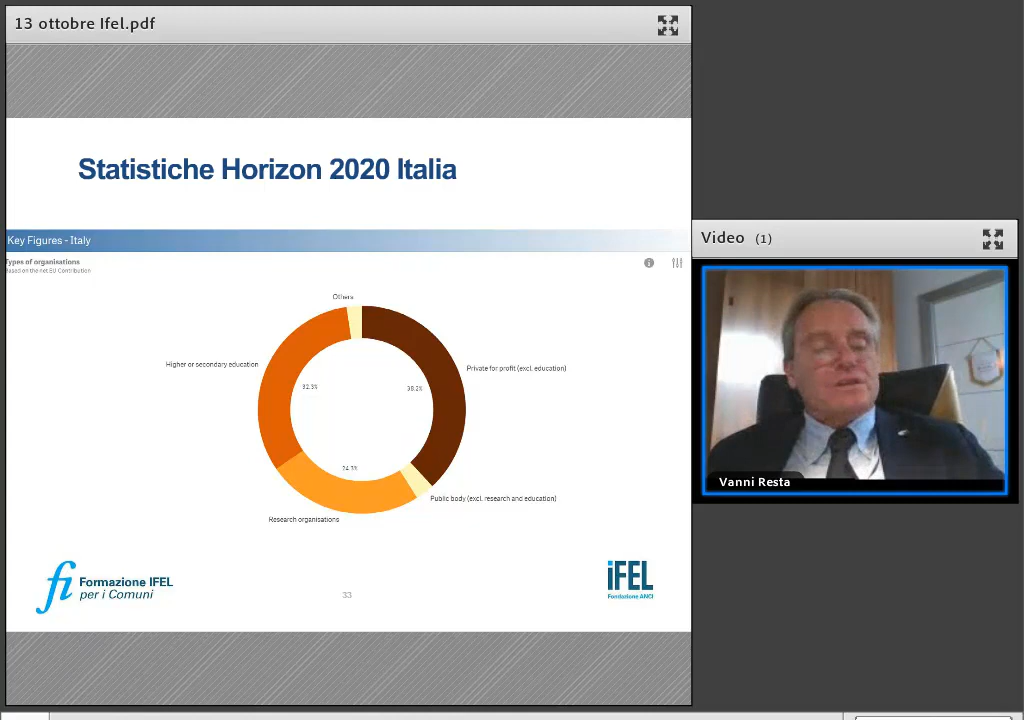 13 ottobre Ifel.pdf
Statistiche Horizon 2020 Italia
Key Figures - Italy
Types of organisations
Based on the net EU Contribution
Others
Higher or secondary education
Private for profit (excl. education)
32.3%
38.2%
24.7%
Public body (excl. research and education)
Research organisations
fi Formazione IFEL
per i Comuni
33
iFEL
Fondazione ANCI
Video (1)
Vanni Resta